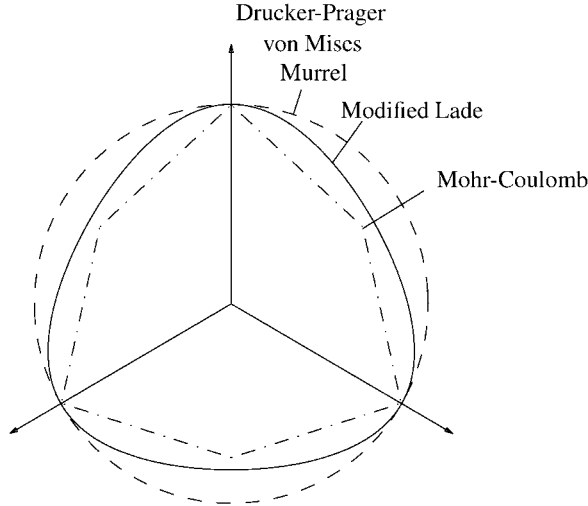 Drucker-Prager
von Mises
Murrel
Modified Lade
Mohr-Coulomb